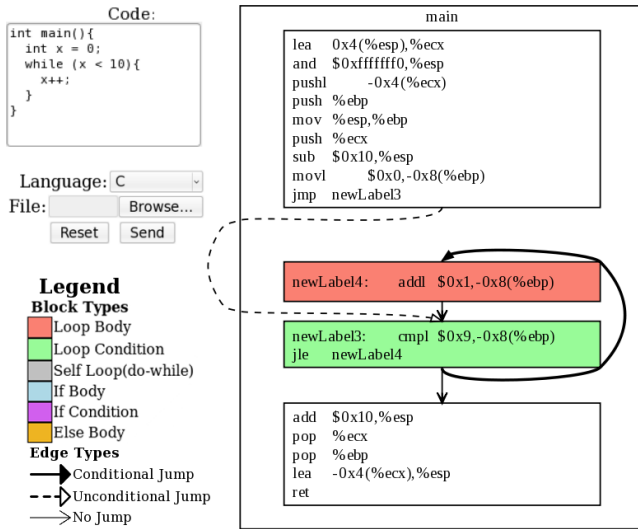 Code:
int main(){
int x = 0;
while (x < 10){
x++;
}
}
Language: C
File: Browse...
Reset Send
Legend
Block Types
Loop Body
Loop Condition
Self Loop(do-while)
If Body
If Condition
Else Body
Edge Types
Conditional Jump
Unconditional Jump
No Jump
main
lea 0x4(%esp),%ecx
and $0xfffffff0,%esp
pushl -0x4(%ecx)
push %ebp
mov %esp,%ebp
push %ecx
sub $0x10,%esp
movl $0x0,-0x8(%ebp)
jmp newLabel3
newLabel4: addl $0x1,-0x8(%ebp)
newLabel3: cmpl $0x9,-0x8(%ebp)
jle newLabel4
add $0x10,%esp
pop %ecx
pop %ebp
lea -0x4(%ecx),%esp
ret